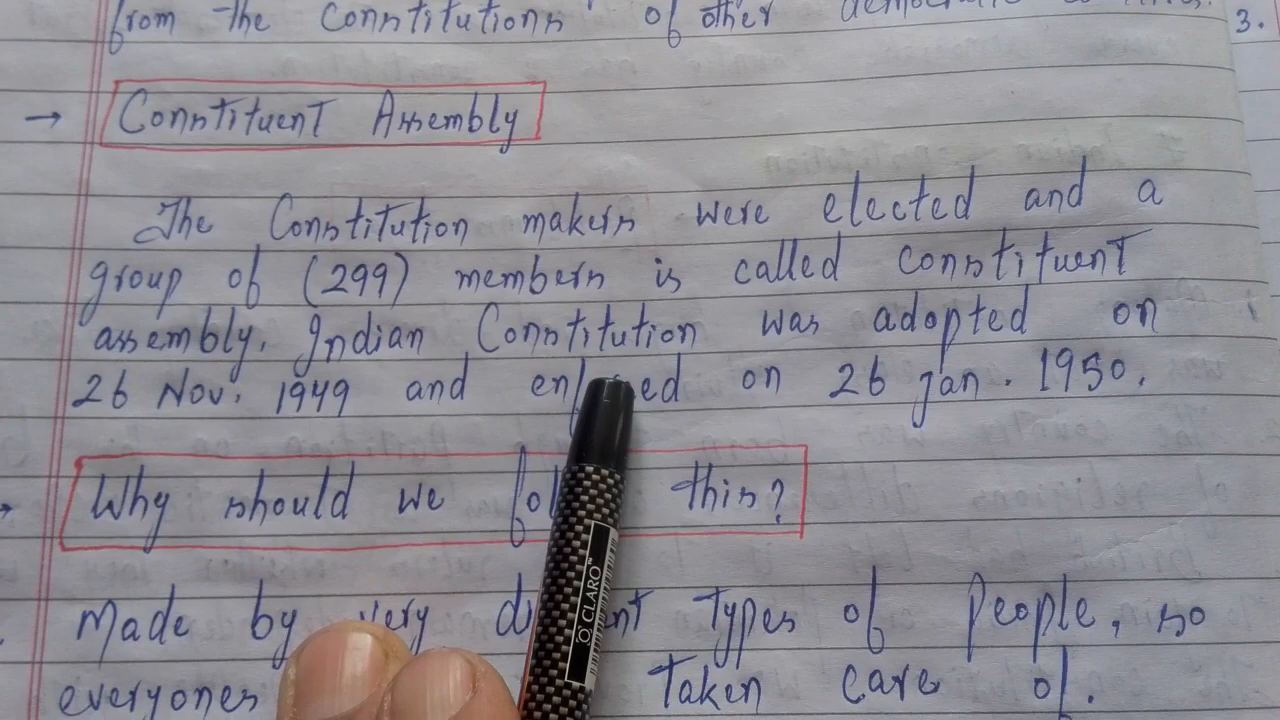 from the Constitutions of other
3.
→ Constituent Assembly
The Constitution makers were elected and a
group of (299) members is called constituent
assembly. Indian Constitution was adopted on
26 Nov. 1949 and on 26 Jan. 1950.
Why should we this?
Made by very types of People, so
everyones taken care of.
CLARO™